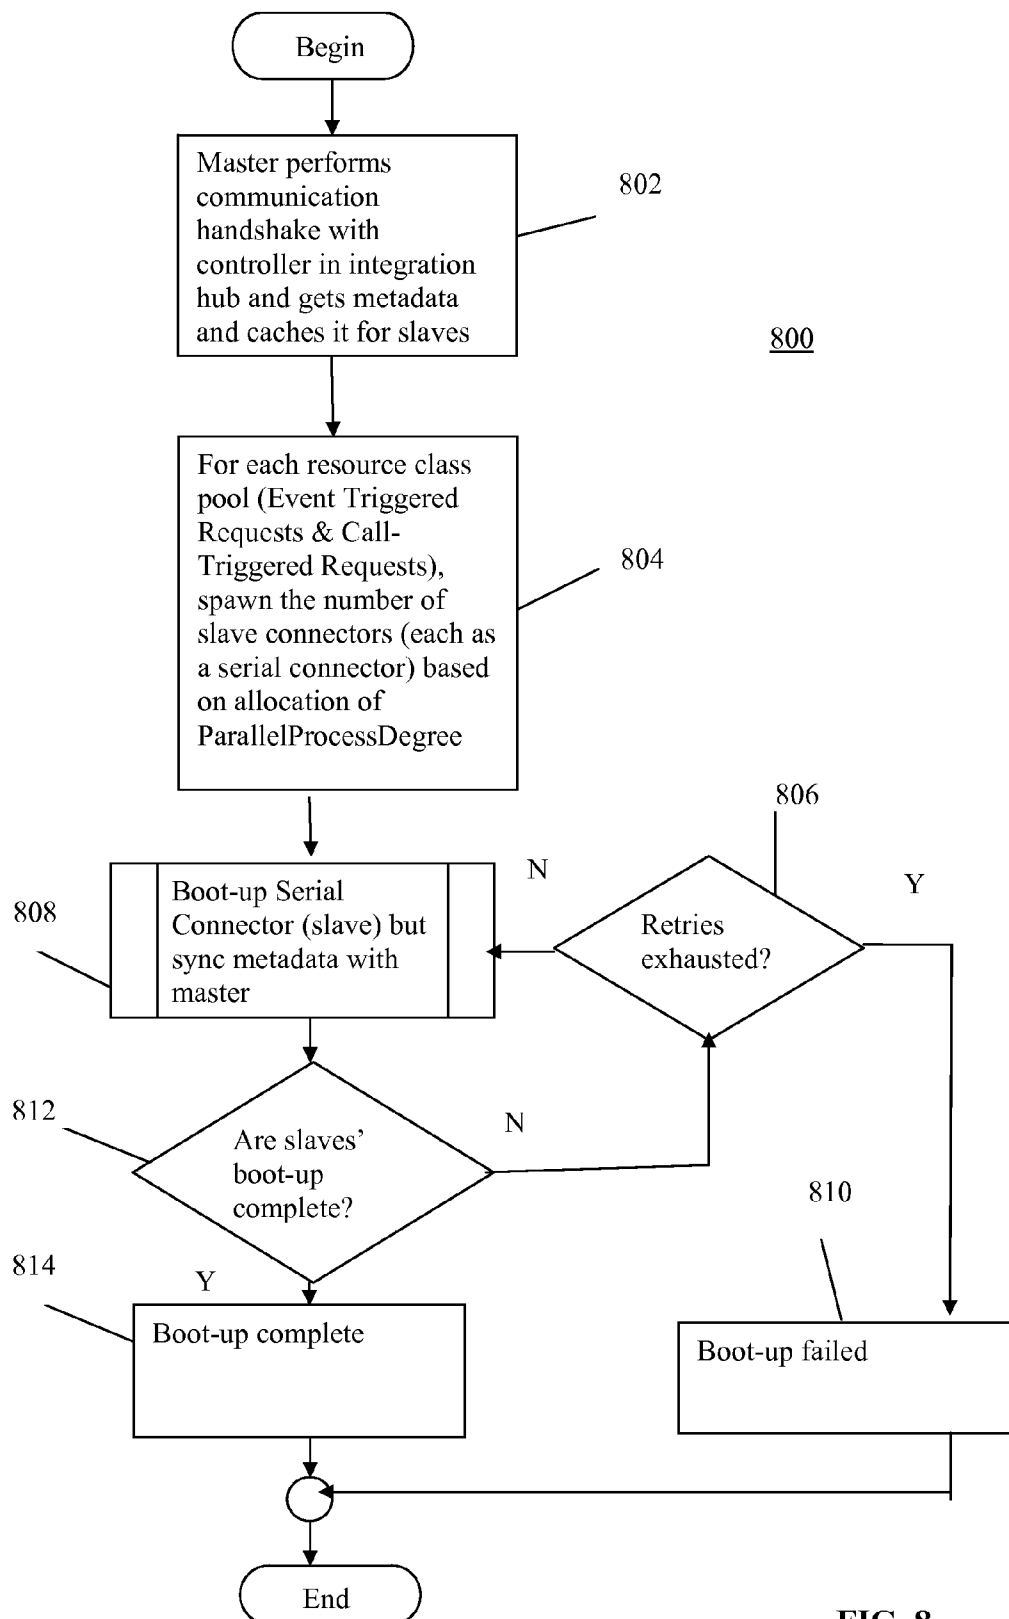 Begin
Master performs
communication
handshake with
controller in integration
hub and gets metadata
and caches it for slaves
802
800
For each resource class
pool (Event Triggered
Requests & Call-
Triggered Requests),
spawn the number of
slave connectors (each as
a serial connector) based
on allocation of
ParallelProcessDegree
804
806
808
Boot-up Serial
Connector (slave) but
sync metadata with
master
N
Retries
exhausted?
Y
812
Are slaves’
boot-up
complete?
N
810
814
Y
Boot-up complete
Boot-up failed
End
FIG. 8